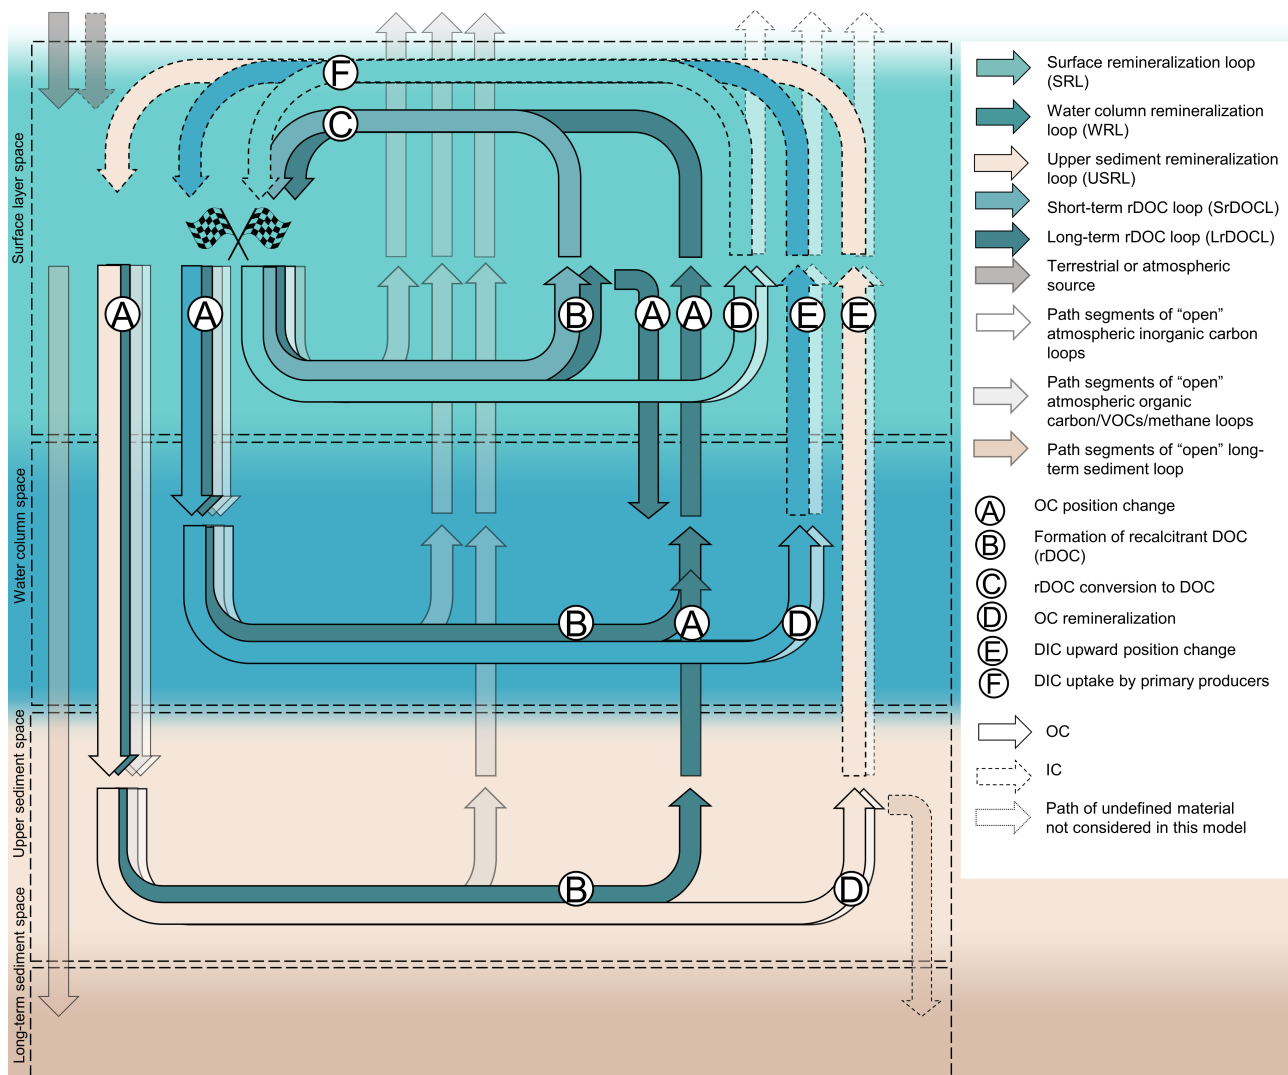 F
C
A
A
B
A
A
D
E
E
B
A
D
B
D
Surface layer space
Water column space
Upper sediment space
Long-term sediment space
Surface remineralization loop
(SRL)
Water column remineralization
loop (WRL)
Upper sediment remineralization
loop (USRL)
Short-term rDOC loop (SrDOCL)
Long-term rDOC loop (LrDOCL)
Terrestrial or atmospheric
source
Path segments of “open”
atmospheric inorganic carbon
loops
Path segments of “open”
atmospheric organic
carbon/VOCs/methane loops
Path segments of “open” long-
term sediment loop
A OC position change
B Formation of recalcitrant DOC
(rDOC)
C rDOC conversion to DOC
D OC remineralization
E DIC upward position change
F DIC uptake by primary producers
OC
IC
Path of undefined material
not considered in this model